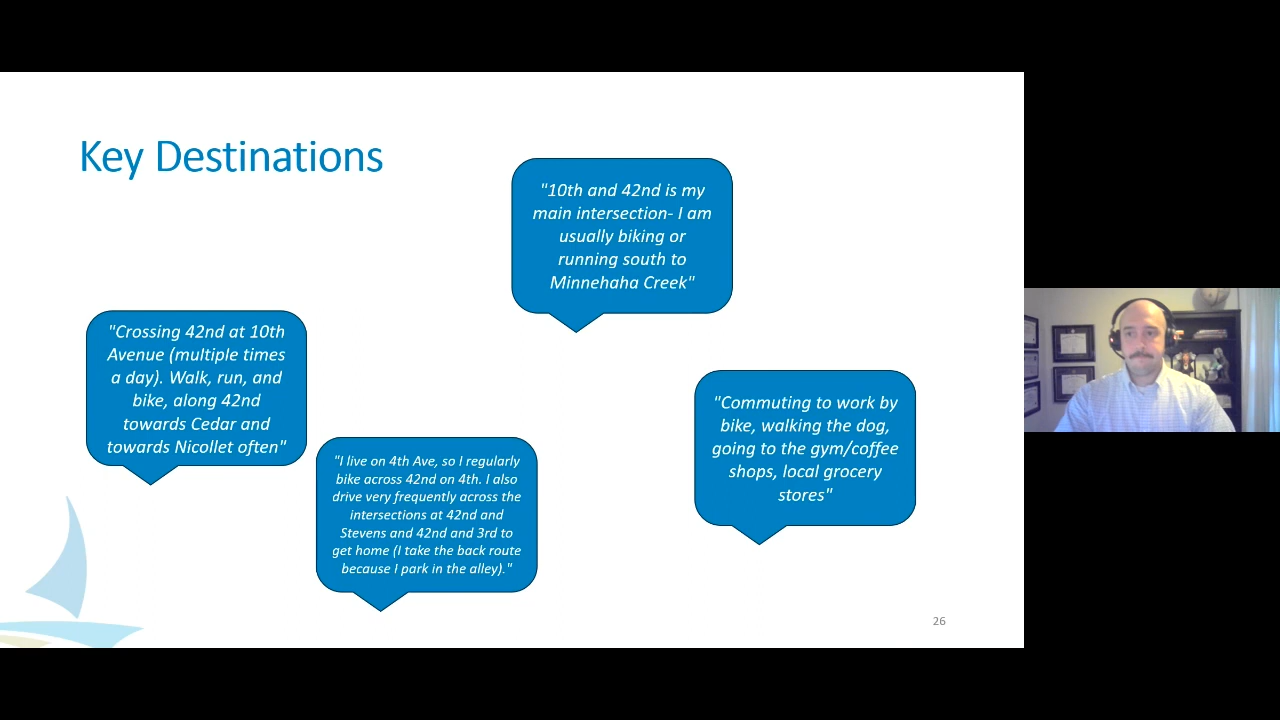 Key Destinations
"10th and 42nd is my
main intersection- I am
usually biking or
running south to
Minnehaha Creek"
"Crossing 42nd at 10th
Avenue (multiple times
a day). Walk, run, and
bike, along 42nd
towards Cedar and
towards Nicollet often"
"I live on 4th Ave, so I regularly
bike across 42nd on 4th. I also
drive very frequently across the
intersections at 42nd and
Stevens and 42nd and 3rd to
get home (I take the back route
because I park in the alley)."
"Commuting to work by
bike, walking the dog,
going to the gym/coffee
shops, local grocery
stores"
26